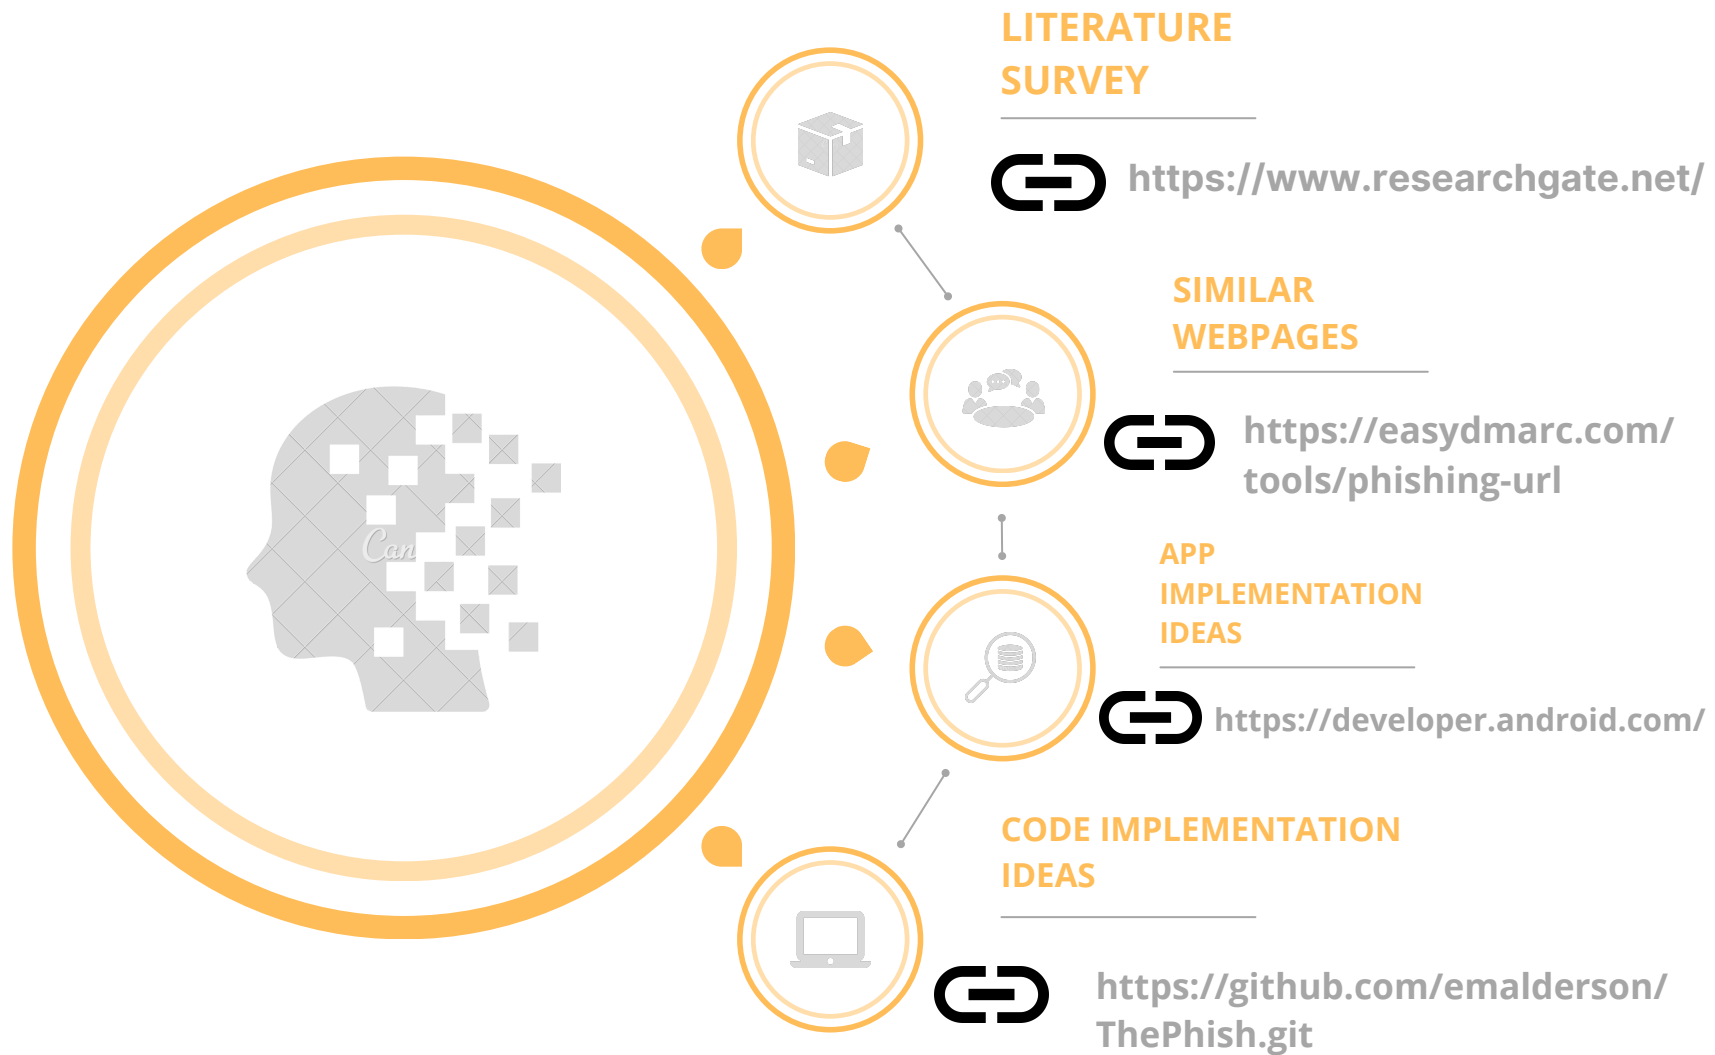 LITERATURE
SURVEY
https://www.researchgate.net/
SIMILAR
WEBPAGES
https://easydmarc.com/
tools/phishing-url
APP
IMPLEMENTATION
IDEAS
https://developer.android.com/
CODE IMPLEMENTATION
IDEAS
https://github.com/emalderson/
ThePhish.git
Can